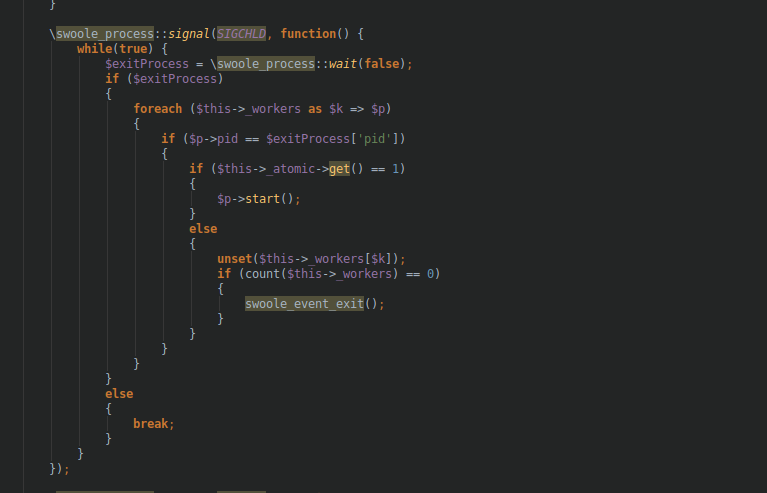 }
\swoole_process::signal(SIGCHLD, function() {
while(true) {
$exitProcess = \swoole_process::wait(false);
if ($exitProcess)
{
foreach ($this->_workers as $k => $p)
{
if ($p->pid == $exitProcess['pid'])
{
if ($this->_atomic->get() == 1)
{
$p->start();
}
else
{
unset($this->_workers[$k]);
if (count($this->_workers) == 0)
{
swoole_event_exit();
}
}
}
}
}
else
{
break;
}
}
});